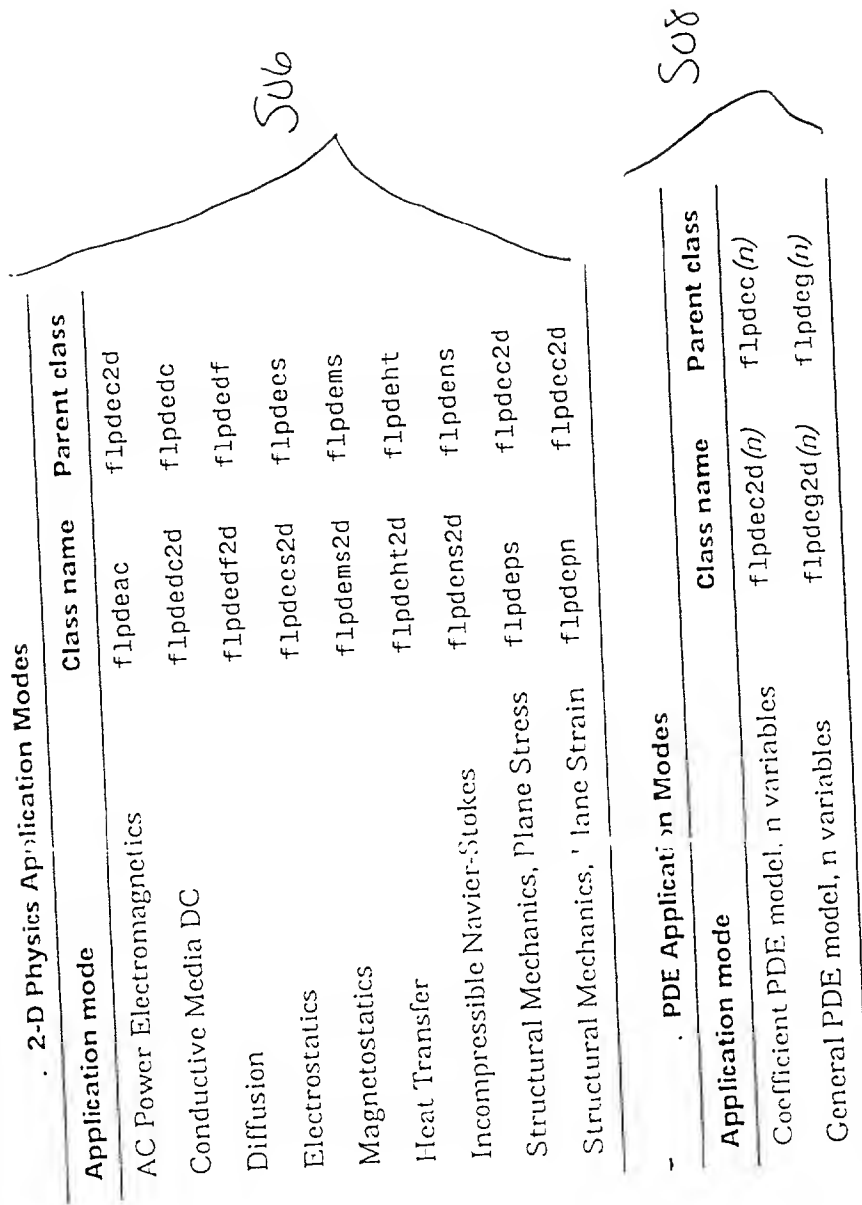 . 2-D Physics Application Modes
Application mode Class name Parent class
AC Power Electromagnetics flpdeac flpdec2d
Conductive Media DC flpdedc2d flpdedc
Diffusion flpdedf2d flpdedf
Electrostatics flpdees2d flpdees
Magnetostatics flpdems2d flpdems
Heat Transfer flpdeht2d flpdeht
Incompressible Navier-Stokes flpdens2d flpdens
Structural Mechanics, Plane Stress flpdeps flpdec2d
Structural Mechanics, Plane Strain flpdepn flpdec2d
506
. PDE Application Modes
Application mode Class name Parent class
Coefficient PDE model, n variables flpdec2d(n) flpdec(n)
General PDE model, n variables flpdeg2d(n) flpdeg(n)
508